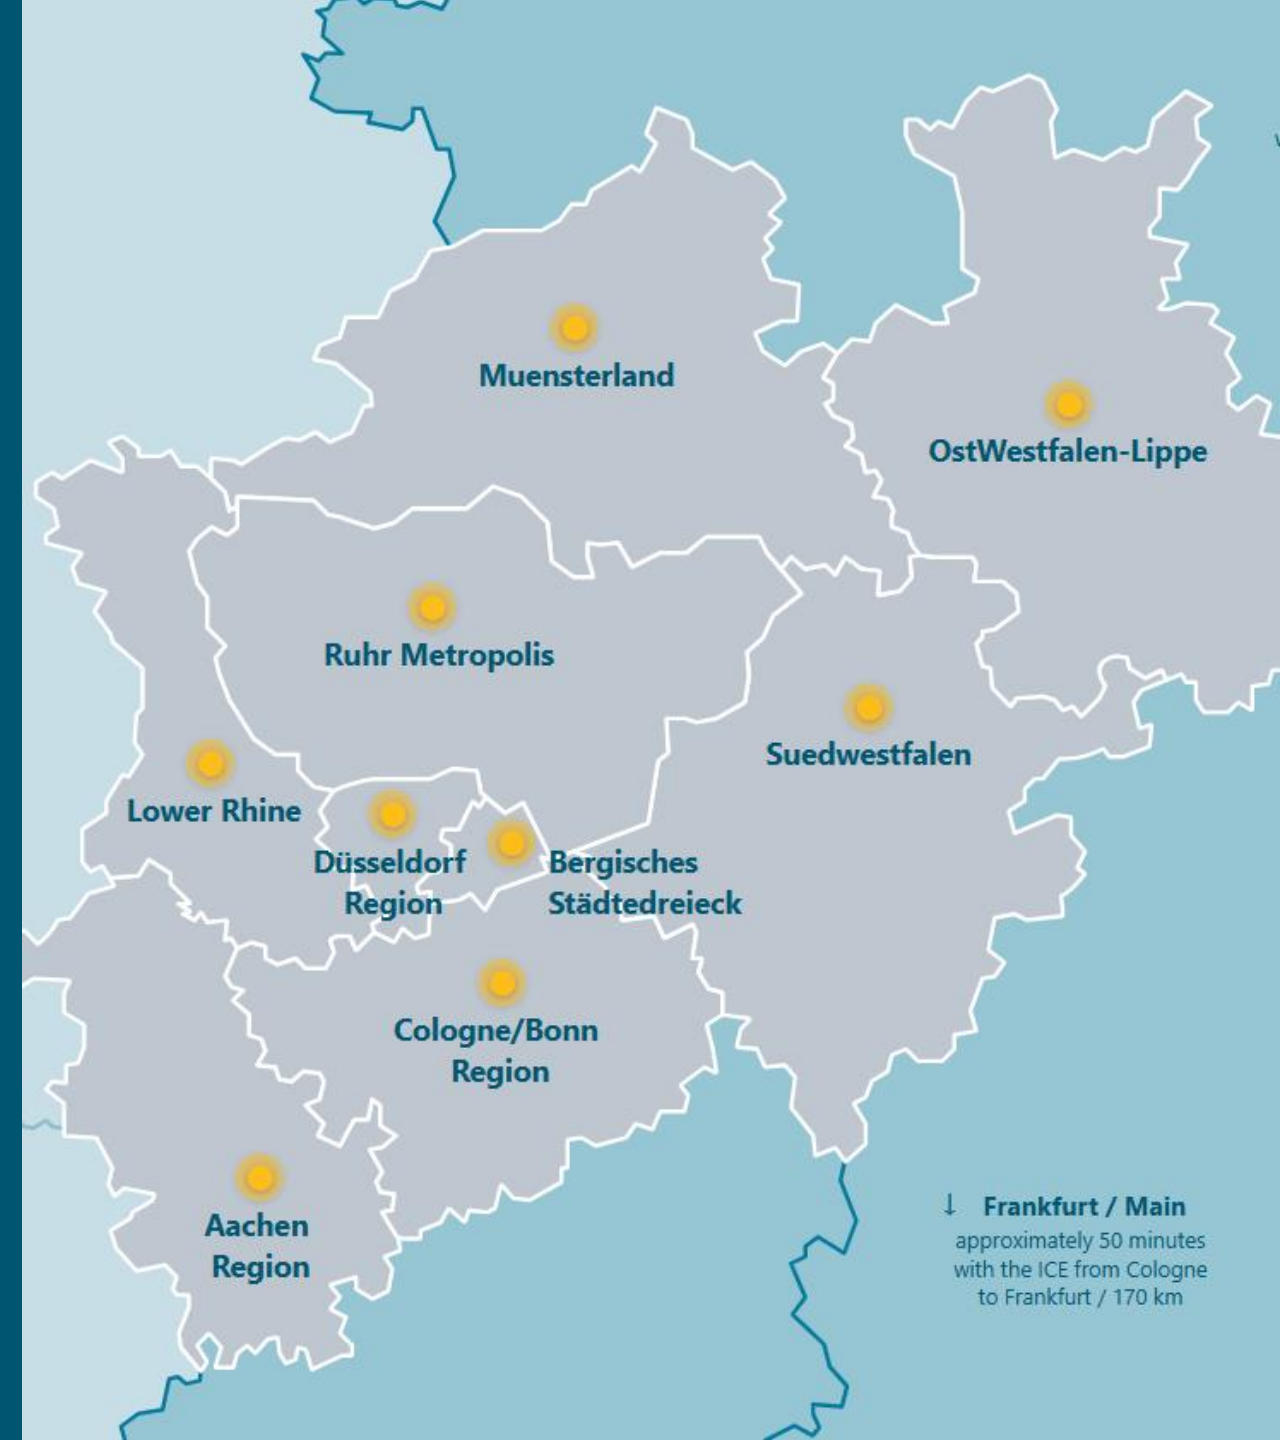 Muensterland
OstWestfalen-Lippe
Ruhr Metropolis
Suedwestfalen
Lower Rhine
Düsseldorf
Region
Bergisches
Städtedreieck
Cologne/Bonn
Region
Aachen
Region
↓ Frankfurt / Main
approximately 50 minutes
with the ICE from Cologne
to Frankfurt / 170 km